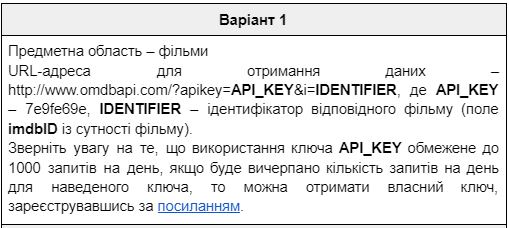 Варіант 1
Предметна область – фільми
URL-адреса для отримання даних –
http://www.omdbapi.com/?apikey=API_KEY&i=IDENTIFIER, де API_KEY
– 7e9fe69e, IDENTIFIER – ідентифікатор відповідного фільму (поле
imdbID із сутності фільму).
Зверніть увагу на те, що використання ключа API_KEY обмежене до
1000 запитів на день, якщо буде вичерпано кількість запитів на день
для наведеного ключа, то можна отримати власний ключ,
зареєструвавшись за посиланням.